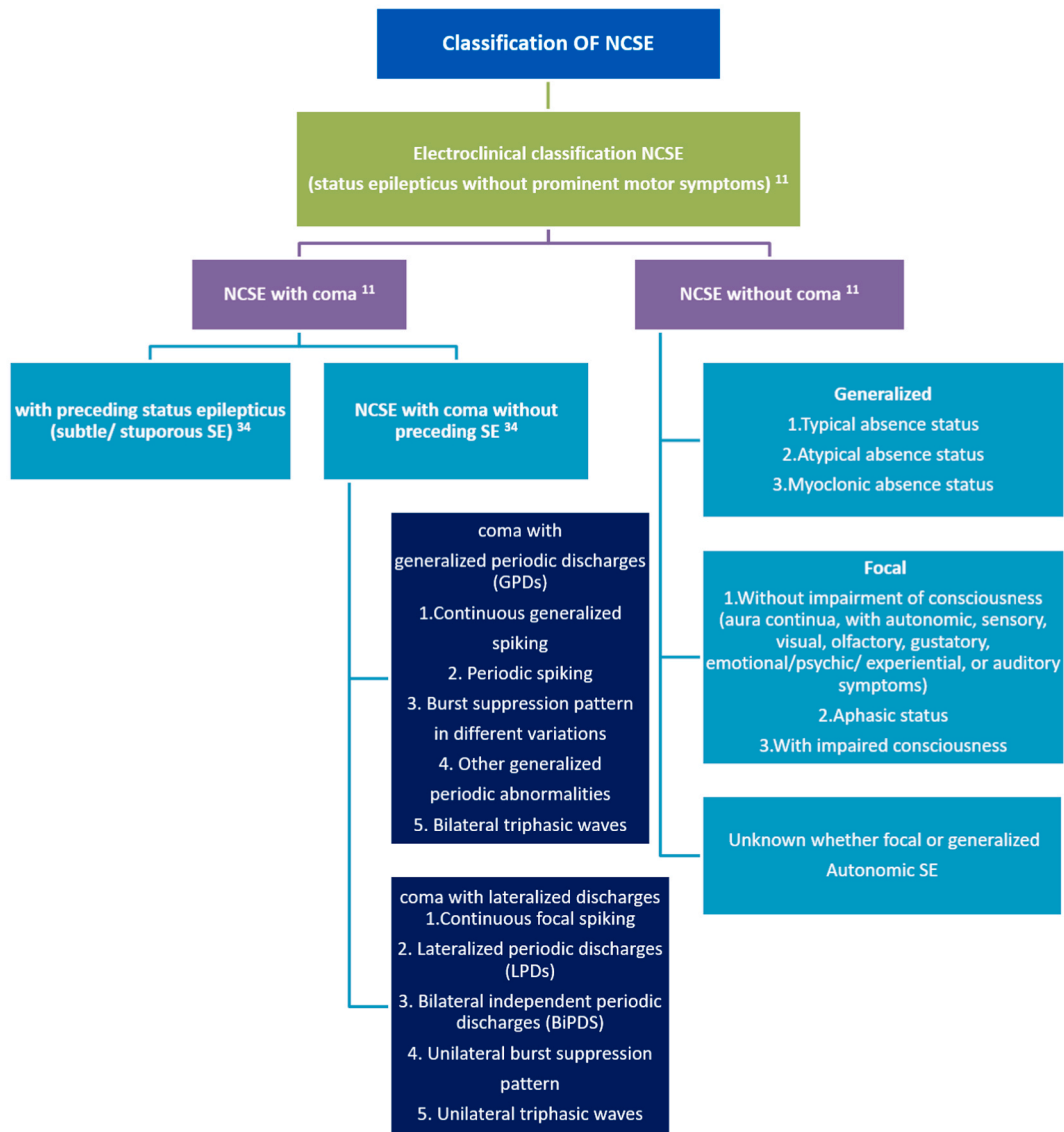 Classification OF NCSE
Electroclinical classification NCSE
(status epilepticus without prominent motor symptoms) 11
NCSE with coma 11
NCSE without coma 11
with preceding status epilepticus
(subtle/ stuporous SE) 34
NCSE with coma without
preceding SE 34
coma with
generalized periodic discharges
(GPDs)
1.Continuous generalized
spiking
2. Periodic spiking
3. Burst suppression pattern
in different variations
4. Other generalized
periodic abnormalities
5. Bilateral triphasic waves
coma with lateralized discharges
1.Continuous focal spiking
2. Lateralized periodic discharges
(LPDs)
3. Bilateral independent periodic
discharges (BiPDS)
4. Unilateral burst suppression
pattern
5. Unilateral triphasic waves
Generalized
1.Typical absence status
2.Atypical absence status
3.Myoclonic absence status
Focal
1.Without impairment of consciousness
(aura continua, with autonomic, sensory,
visual, olfactory, gustatory,
emotional/psychic/ experiential, or auditory
symptoms)
2.Aphasic status
3.With impaired consciousness
Unknown whether focal or generalized
Autonomic SE